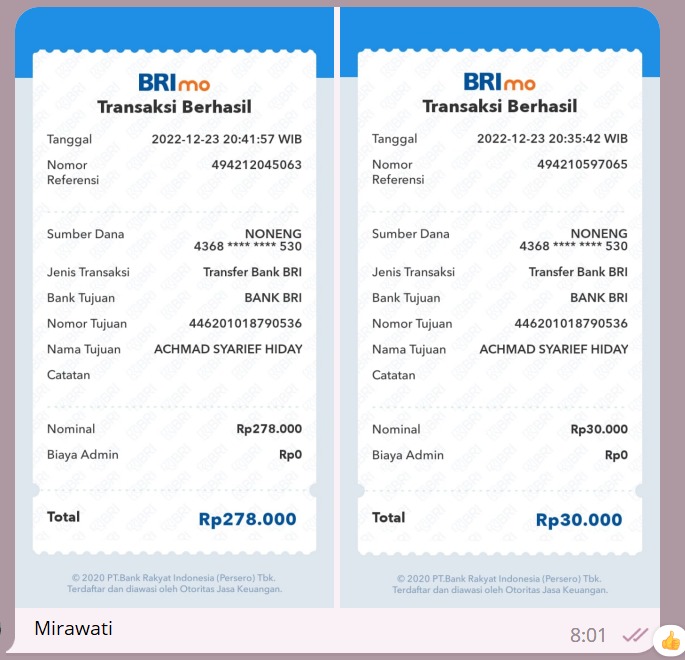 BRImo
Transaksi Berhasil
Tanggal 2022-12-23 20:41:57 WIB
Nomor Referensi 494212045063
Sumber Dana NONENG
4368 **** **** 530
Jenis Transaksi Transfer Bank BRI
Bank Tujuan BANK BRI
Nomor Tujuan 446201018790536
Nama Tujuan ACHMAD SYARIEF HIDAY
Catatan
Nominal Rp278.000
Biaya Admin Rp0
Total Rp278.000
© 2020 PT.Bank Rakyat Indonesia (Persero) Tbk.
Terdaftar dan diawasi oleh Otoritas Jasa Keuangan.
BRImo
Transaksi Berhasil
Tanggal 2022-12-23 20:35:42 WIB
Nomor Referensi 494210597065
Sumber Dana NONENG
4368 **** **** 530
Jenis Transaksi Transfer Bank BRI
Bank Tujuan BANK BRI
Nomor Tujuan 446201018790536
Nama Tujuan ACHMAD SYARIEF HIDAY
Catatan
Nominal Rp30.000
Biaya Admin Rp0
Total Rp30.000
© 2020 PT.Bank Rakyat Indonesia (Persero) Tbk.
Terdaftar dan diawasi oleh Otoritas Jasa Keuangan.
Mirawati
8:01